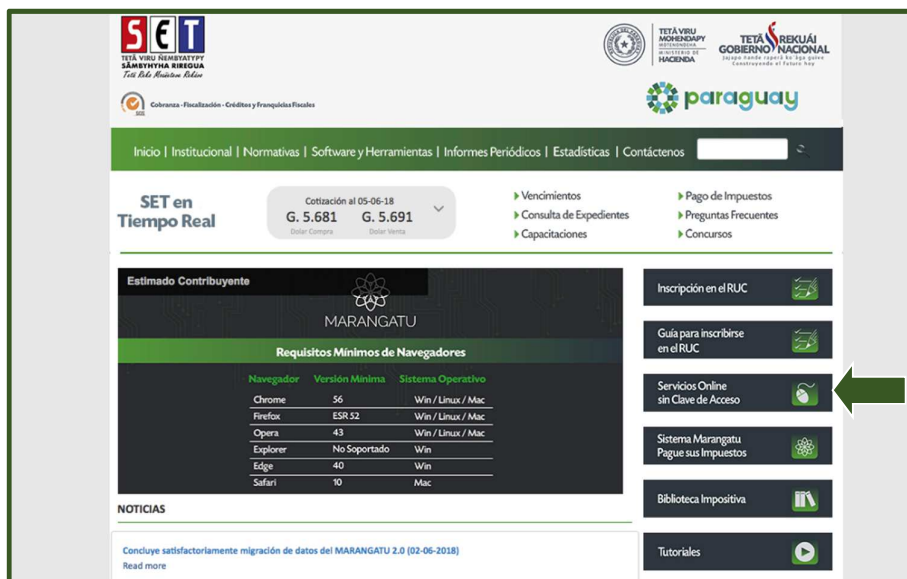 SET
TETÃ VIRU ÑEMBYATYPY
SÃMBYHYHA RIREGUA
SGS
Cobranza - Fiscalización - Créditos y Franquicias Fiscales
TETÃ VIRU
MOHENDAPY
MOTENONDEHA
MINISTERIO DE
HACIENDA
TETÃ REKUÁI
GOBIERNO NACIONAL
Jajapo ñande raperã ko'ãga guive
Construyendo el futuro hoy
paraguay
Inicio | Institucional | Normativas | Software y Herramientas | Informes Periódicos | Estadísticas | Contáctenos
SET en
Tiempo Real
Cotización al 05-06-18
G. 5.681 G. 5.691
Dolar Compra Dolar Venta
Vencimientos
Consulta de Expedientes
Capacitaciones
Pago de Impuestos
Preguntas Frecuentes
Concursos
Estimado Contribuyente
MARANGATU
Requisitos Mínimos de Navegadores
Navegador Versión Mínima Sistema Operativo
Chrome 56 Win / Linux / Mac
Firefox ESR 52 Win / Linux / Mac
Opera 43 Win / Linux / Mac
Explorer No Soportado Win
Edge 40 Win
Safari 10 Mac
Inscripción en el RUC
Guía para inscribirse
en el RUC
Servicios Online
sin Clave de Acceso
Sistema Marangatu
Pague sus Impuestos
Biblioteca Impositiva
Tutoriales
NOTICIAS
Concluye satisfactoriamente migración de datos del MARANGATU 2.0 (02-06-2018)
Read more